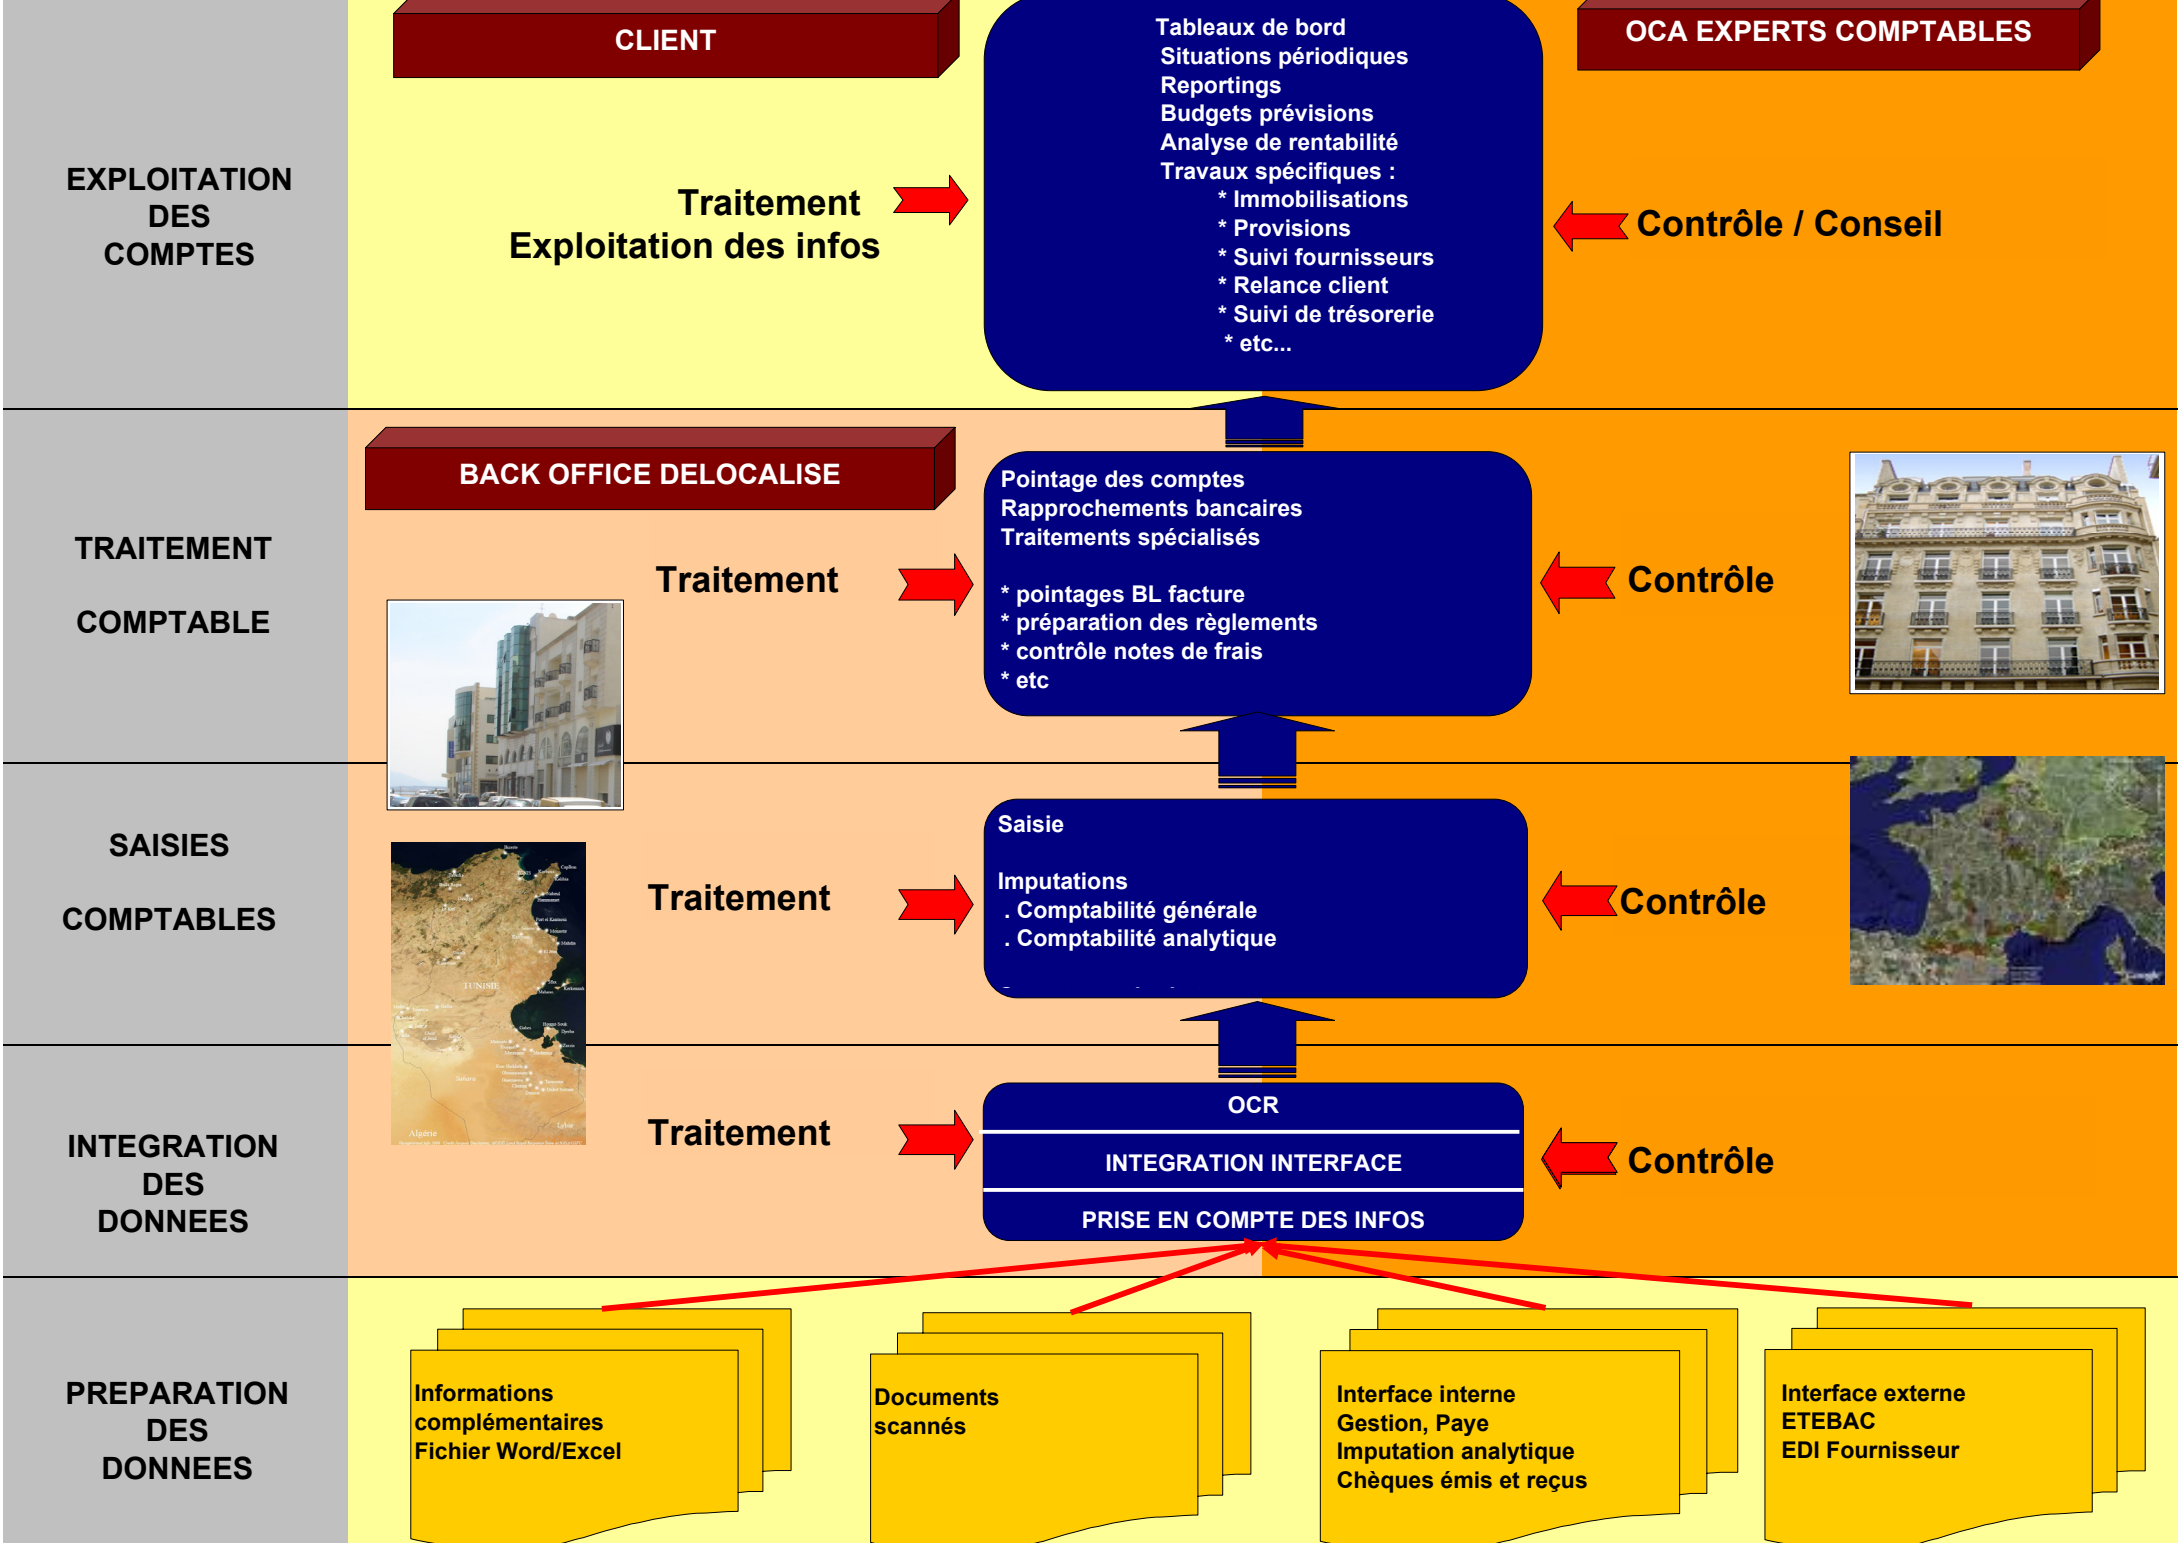 CLIENT
Tableaux de bord
Situations périodiques
Reportings
Budgets prévisions
Analyse de rentabilité
Travaux spécifiques :
* Immobilisations
* Provisions
* Suivi fournisseurs
* Relance client
* Suivi de trésorerie
* etc...
OCA EXPERTS COMPTABLES
EXPLOITATION
DES
COMPTES
Traitement
Exploitation des infos
Contrôle / Conseil
BACK OFFICE DELOCALISE
TRAITEMENT
COMPTABLE
Traitement
Pointage des comptes
Rapprochements bancaires
Traitements spécialisés
* pointages BL facture
* préparation des règlements
* contrôle notes de frais
* etc
Contrôle
SAISIES
COMPTABLES
TUNISIE
Algérie
Traitement
Saisie
Imputations
. Comptabilité générale
. Comptabilité analytique
Contrôle
INTEGRATION
DES
DONNEES
Traitement
OCR
INTEGRATION INTERFACE
PRISE EN COMPTE DES INFOS
Contrôle
PREPARATION
DES
DONNEES
Informations
complémentaires
Fichier Word/Excel
Documents
scannés
Interface interne
Gestion, Paye
Imputation analytique
Chèques émis et reçus
Interface externe
ETEBAC
EDI Fournisseur